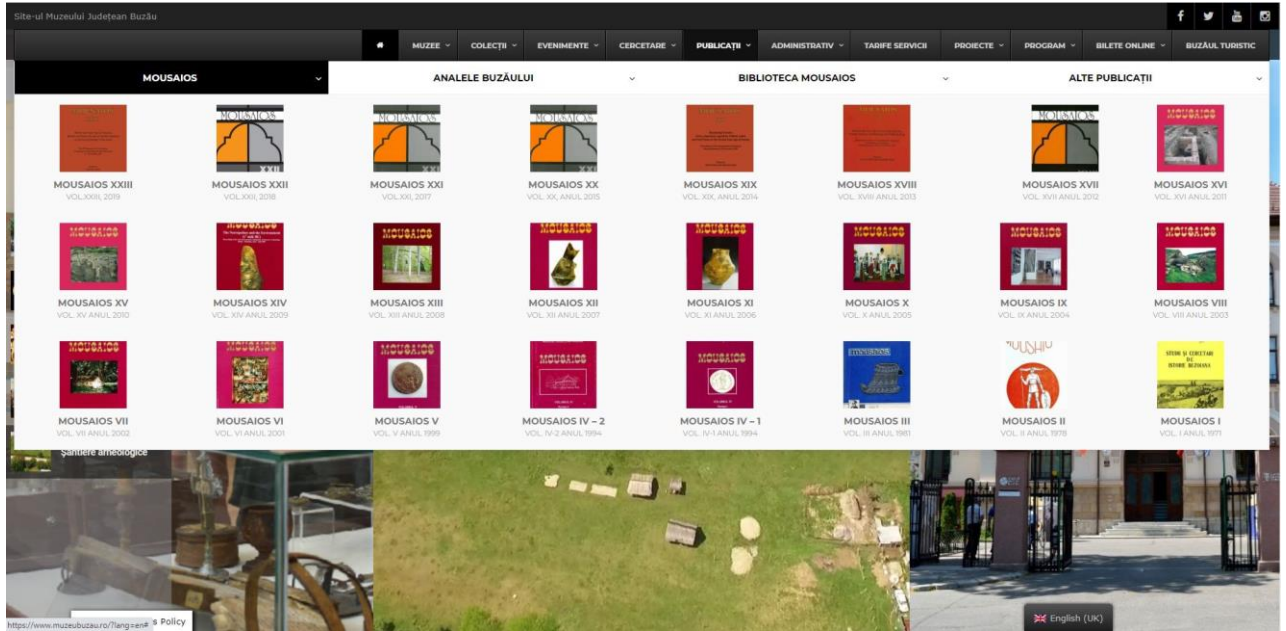 Site-ul Muzeului Județean Buzău
MUZEE COLECȚII EVENIMENTE CERCETARE PUBLICAȚII ADMINISTRATIV TARIFE SERVICII PROIECTE PROGRAM BILETE ONLINE BUZĂUL TURISTIC
MOUSAIOS ANALELE BUZĂULUI BIBLIOTECA MOUSAIOS ALTE PUBLICAȚII
MOUSAIOS XXIII MOUSAIOS XXII MOUSAIOS XXI MOUSAIOS XX MOUSAIOS XIX MOUSAIOS XVIII MOUSAIOS XVII MOUSAIOS XVI
VOL.XXIII, 2019 VOL.XXII, 2018 VOL.XXI, 2017 VOL. XX, ANUL 2015 VOL. XIX, ANUL 2014 VOL. XVIII ANUL 2013 VOL. XVII ANUL 2012 VOL. XVI ANUL 2011
MOUSAIOS XV MOUSAIOS XIV MOUSAIOS XIII MOUSAIOS XII MOUSAIOS XI MOUSAIOS X MOUSAIOS IX MOUSAIOS VIII
VOL. XV ANUL 2010 VOL. XIV ANUL 2009 VOL. XIII ANUL 2008 VOL. XII ANUL 2007 VOL. XI ANUL 2006 VOL. X ANUL 2005 VOL. IX ANUL 2004 VOL. VIII ANUL 2003
STUDII ȘI CERCETĂRI
DE
ISTORIE BUZOIANĂ
MOUSAIOS VII MOUSAIOS VI MOUSAIOS V MOUSAIOS IV – 2 MOUSAIOS IV – 1 MOUSAIOS III MOUSAIOS II MOUSAIOS I
VOL. VII ANUL 2002 VOL. VI ANUL 2001 VOL. V ANUL 1999 VOL. IV-2 ANUL 1994 VOL. IV-1 ANUL 1994 VOL. III ANUL 1981 VOL. II ANUL 1978 VOL. I ANUL 1971
Șantiere arheologice
English (UK)
s Policy
https://www.muzeubuzau.ro/?lang=en#